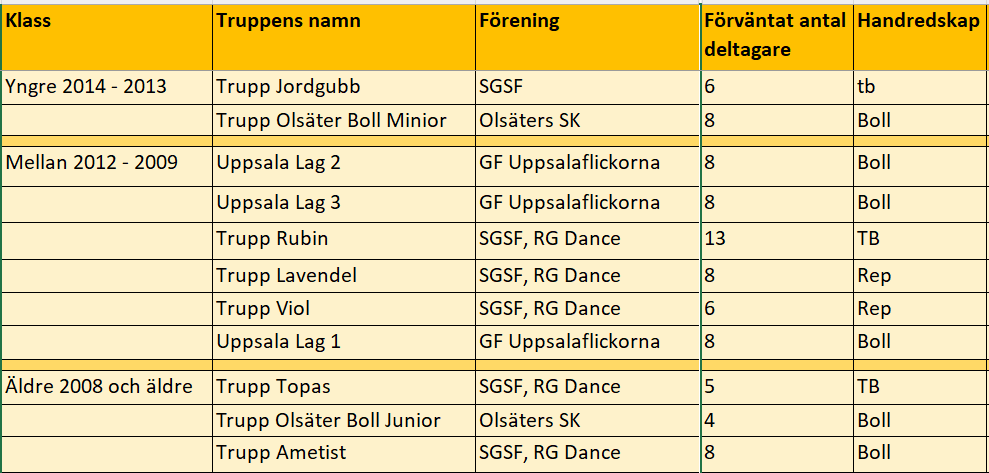 Klass Truppens namn Förening Förväntat antal deltagare Handredskap
Yngre 2014 - 2013 Trupp Jordgubb SGSF 6 tb
Trupp Olsäter Boll Minior Olsäters SK 8 Boll
Mellan 2012 - 2009 Uppsala Lag 2 GF Uppsalaflickorna 8 Boll
Uppsala Lag 3 GF Uppsalaflickorna 8 Boll
Trupp Rubin SGSF, RG Dance 13 TB
Trupp Lavendel SGSF, RG Dance 8 Rep
Trupp Viol SGSF, RG Dance 6 Rep
Uppsala Lag 1 GF Uppsalaflickorna 8 Boll
Äldre 2008 och äldre Trupp Topas SGSF, RG Dance 5 TB
Trupp Olsäter Boll Junior Olsäters SK 4 Boll
Trupp Ametist SGSF, RG Dance 8 Boll